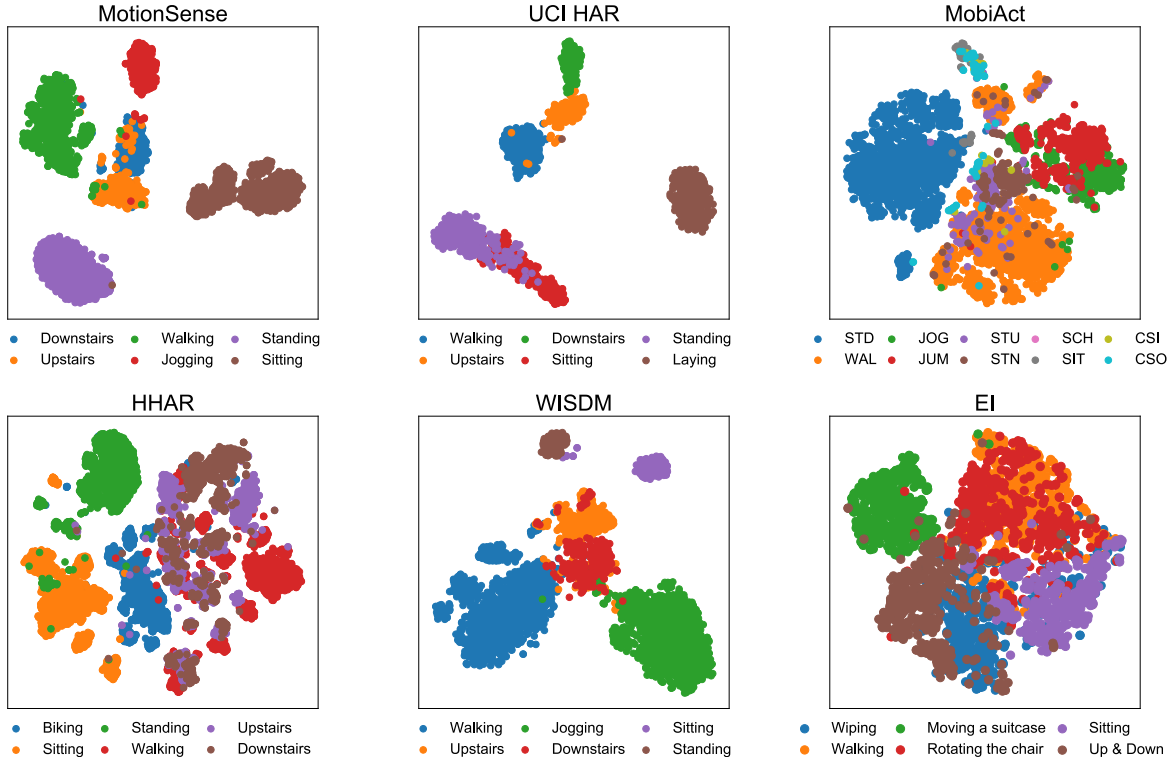 MotionSense UCI HAR MobiAct
Downstairs Walking Standing Walking Downstairs Standing STD JOG STU SCH CSI
Upstairs Jogging Sitting Upstairs Sitting Laying WAL JUM STN SIT CSO
HHAR WISDM EI
Biking Standing Upstairs Walking Jogging Sitting Wiping Moving a suitcase Sitting
Sitting Walking Downstairs Upstairs Downstairs Standing Walking Rotating the chair Up & Down